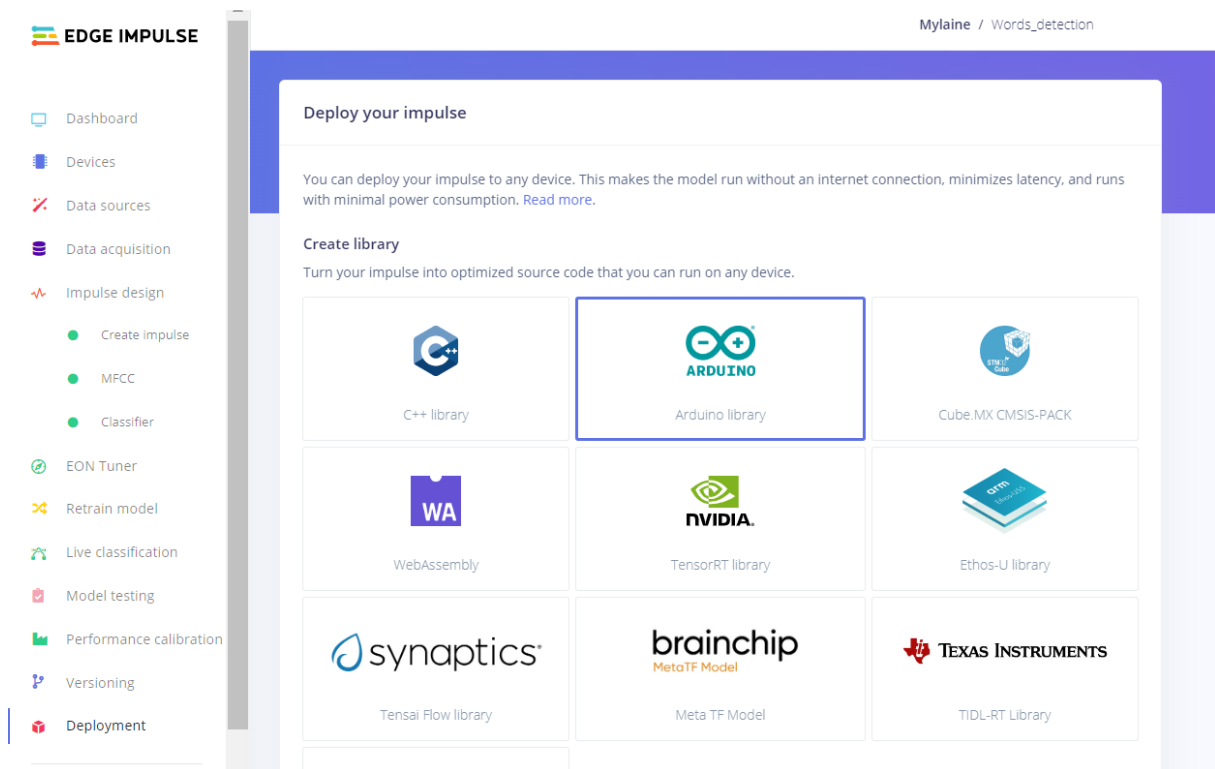 EDGE IMPULSE
Mylaine / Words_detection
Dashboard
Devices
Data sources
Data acquisition
Impulse design
Create impulse
MFCC
Classifier
EON Tuner
Retrain model
Live classification
Model testing
Performance calibration
Versioning
Deployment
Deploy your impulse
You can deploy your impulse to any device. This makes the model run without an internet connection, minimizes latency, and runs
with minimal power consumption. Read more.
Create library
Turn your impulse into optimized source code that you can run on any device.
C++
C++ library
ARDUINO
Arduino library
STM32
Cube
Cube.MX CMSIS-PACK
WA
WebAssembly
NVIDIA.
TensorRT library
arm
Ethos-U55
Ethos-U library
synaptics
Tensai Flow library
brainchip
MetaTF Model
Meta TF Model
TEXAS INSTRUMENTS
TIDL-RT Library